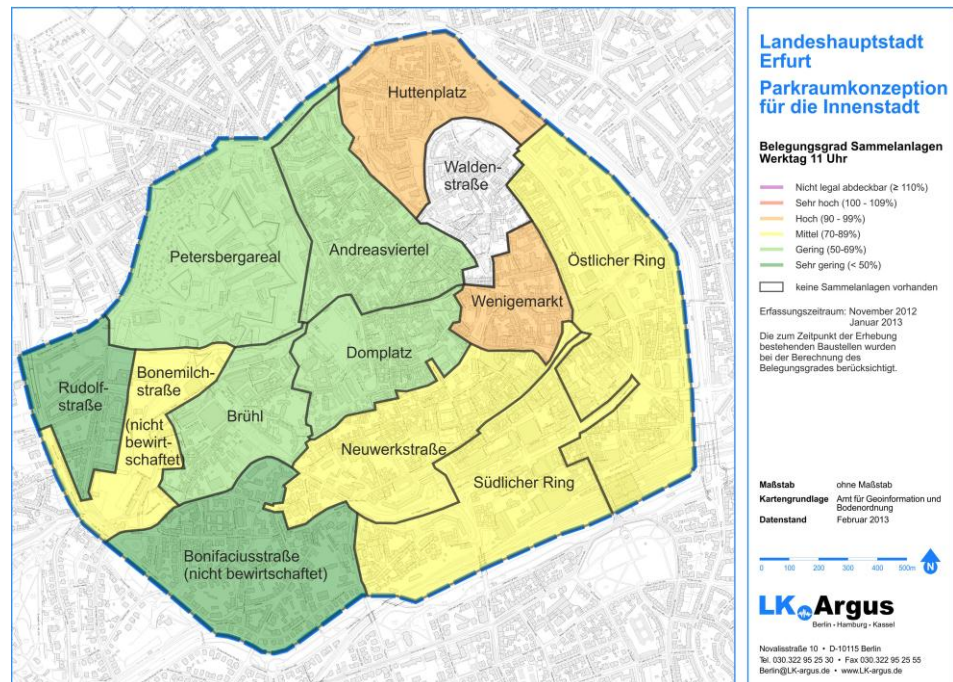 Huttenplatz
Walden-
straße
Petersbergareal
Andreasviertel
Östlicher Ring
Wenigemarkt
Domplatz
Rudolf-
straße
Bonemilch-
straße
(nicht
bewirt-
schaftet)
Brühl
Neuwerkstraße
Südlicher Ring
Bonifaciusstraße
(nicht bewirtschaftet)
Landeshauptstadt
Erfurt
Parkraumkonzeption
für die Innenstadt
Belegungsgrad Sammelanlagen
Werktag 11 Uhr
Nicht legal abdeckbar (≥ 110%)
Sehr hoch (100 - 109%)
Hoch (90 - 99%)
Mittel (70-89%)
Gering (50-69%)
Sehr gering (< 50%)
keine Sammelanlagen vorhanden
Erfassungszeitraum: November 2012
Januar 2013
Die zum Zeitpunkt der Erhebung
bestehenden Baustellen wurden
bei der Berechnung des
Belegungsgrades berücksichtigt.
Maßstab ohne Maßstab
Kartengrundlage Amt für Geoinformation und
Bodenordnung
Datenstand Februar 2013
0 100 200 300 400 500m N
LK Argus
Berlin • Hamburg • Kassel
Novalisstraße 10 • D-10115 Berlin
Tel. 030.322 95 25 30 • Fax 030.322 95 25 55
Berlin@LK-argus.de • www.LK-argus.de